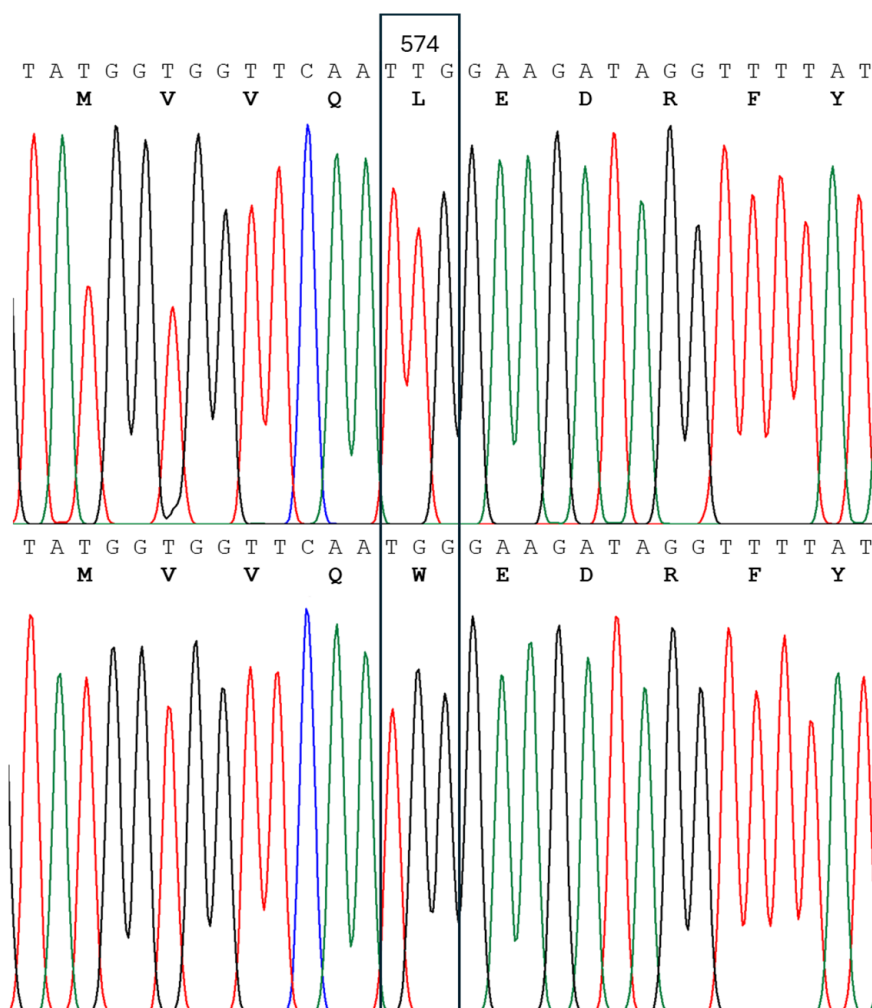 574
T A T G G T G G T T C A A T T G G A A G A T A G G T T T T A T
M V V Q L E D R F Y
T A T G G T G G T T C A A T G G G A A G A T A G G T T T T A T
M V V Q W E D R F Y